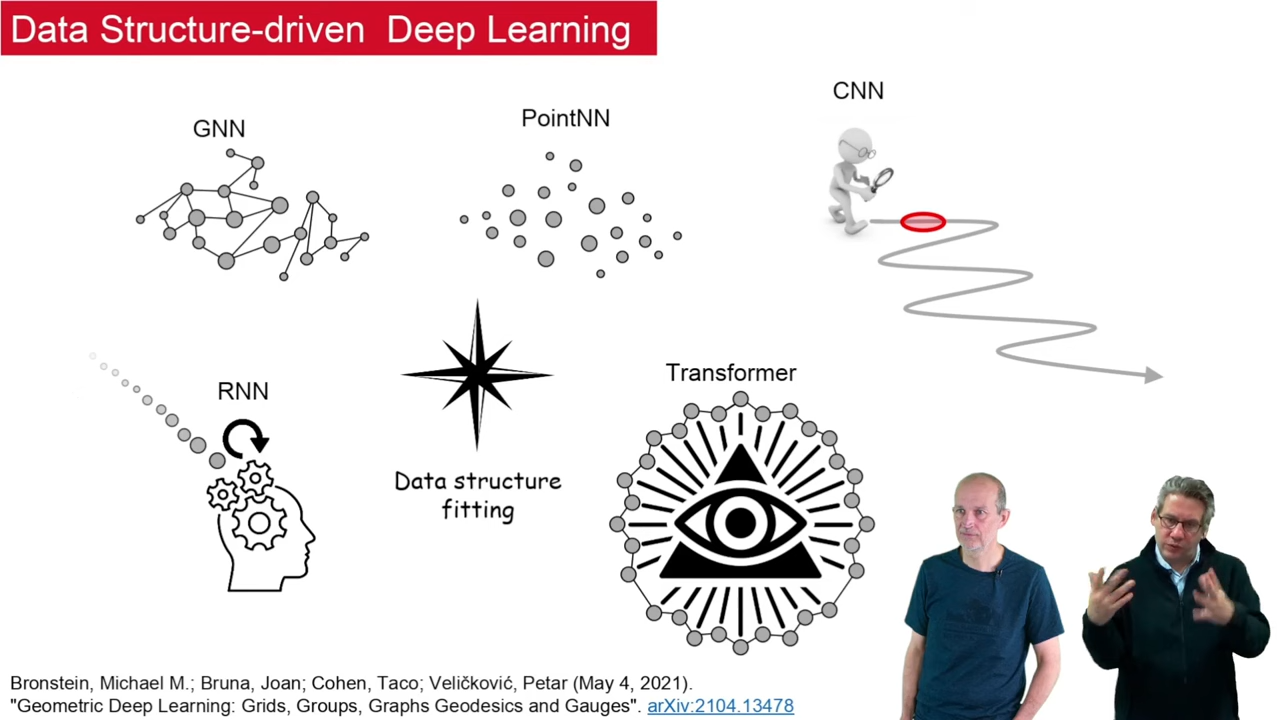 Data Structure-driven Deep Learning
GNN
PointNN
CNN
RNN
Data structure
fitting
Transformer
Bronstein, Michael M.; Bruna, Joan; Cohen, Taco; Veličković, Petar (May 4, 2021).
"Geometric Deep Learning: Grids, Groups, Graphs Geodesics and Gauges". arXiv:2104.13478